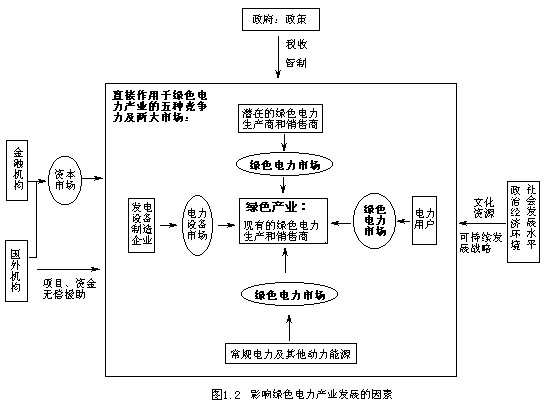 政府：政策
税收
管制
直接作用于绿色电
力产业的五种竞争
力及两大市场：
潜在的绿色电力
生产商和销售商
绿色电力市场
金融机构
资本
市场
国外机构
项目、资金
无偿援助
发电
设备
制造
企业
电力
设备
市场
绿色产业：
现有的绿色电力
生产和销售商
绿色
电力
市场
电力
用户
文化
资源
可持续发
展战略
社会发展水平
政治经济环境
绿色电力市场
常规电力及其他动力能源
图1.2 影响绿色电力产业发展的因素